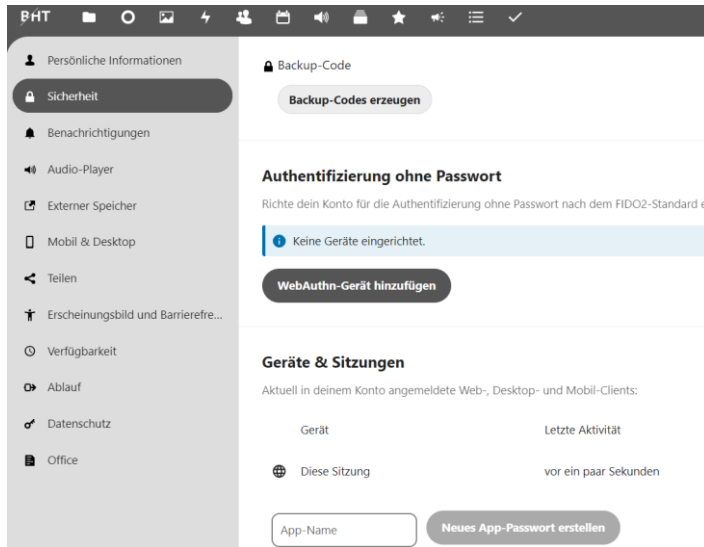 BHT
Persönliche Informationen
Sicherheit
Benachrichtigungen
Audio-Player
Externer Speicher
Mobil & Desktop
Teilen
Erscheinungsbild und Barrierefre...
Verfügbarkeit
Ablauf
Datenschutz
Office
Backup-Code
Backup-Codes erzeugen
Authentifizierung ohne Passwort
Richte dein Konto für die Authentifizierung ohne Passwort nach dem FIDO2-Standard e
Keine Geräte eingerichtet.
WebAuthn-Gerät hinzufügen
Geräte & Sitzungen
Aktuell in deinem Konto angemeldete Web-, Desktop- und Mobil-Clients:
Gerät Letzte Aktivität
Diese Sitzung vor ein paar Sekunden
App-Name Neues App-Passwort erstellen